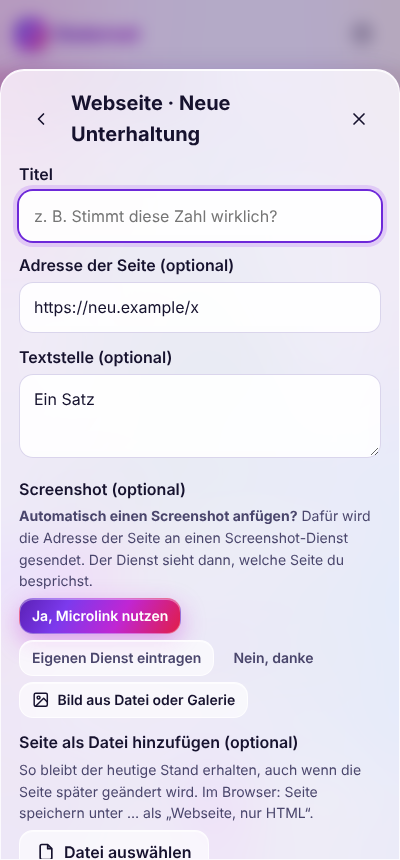 Webseite · Neue
Unterhaltung
Titel
z. B. Stimmt diese Zahl wirklich?
Adresse der Seite (optional)
https://neu.example/x
Textstelle (optional)
Ein Satz
Screenshot (optional)
Automatisch einen Screenshot anfügen? Dafür wird
die Adresse der Seite an einen Screenshot-Dienst
gesendet. Der Dienst sieht dann, welche Seite du
besprichst.
Ja, Microlink nutzen
Eigenen Dienst eintragen Nein, danke
Bild aus Datei oder Galerie
Seite als Datei hinzufügen (optional)
So bleibt der heutige Stand erhalten, auch wenn die
Seite später geändert wird. Im Browser: Seite
speichern unter … als „Webseite, nur HTML“.
Datei auswählen